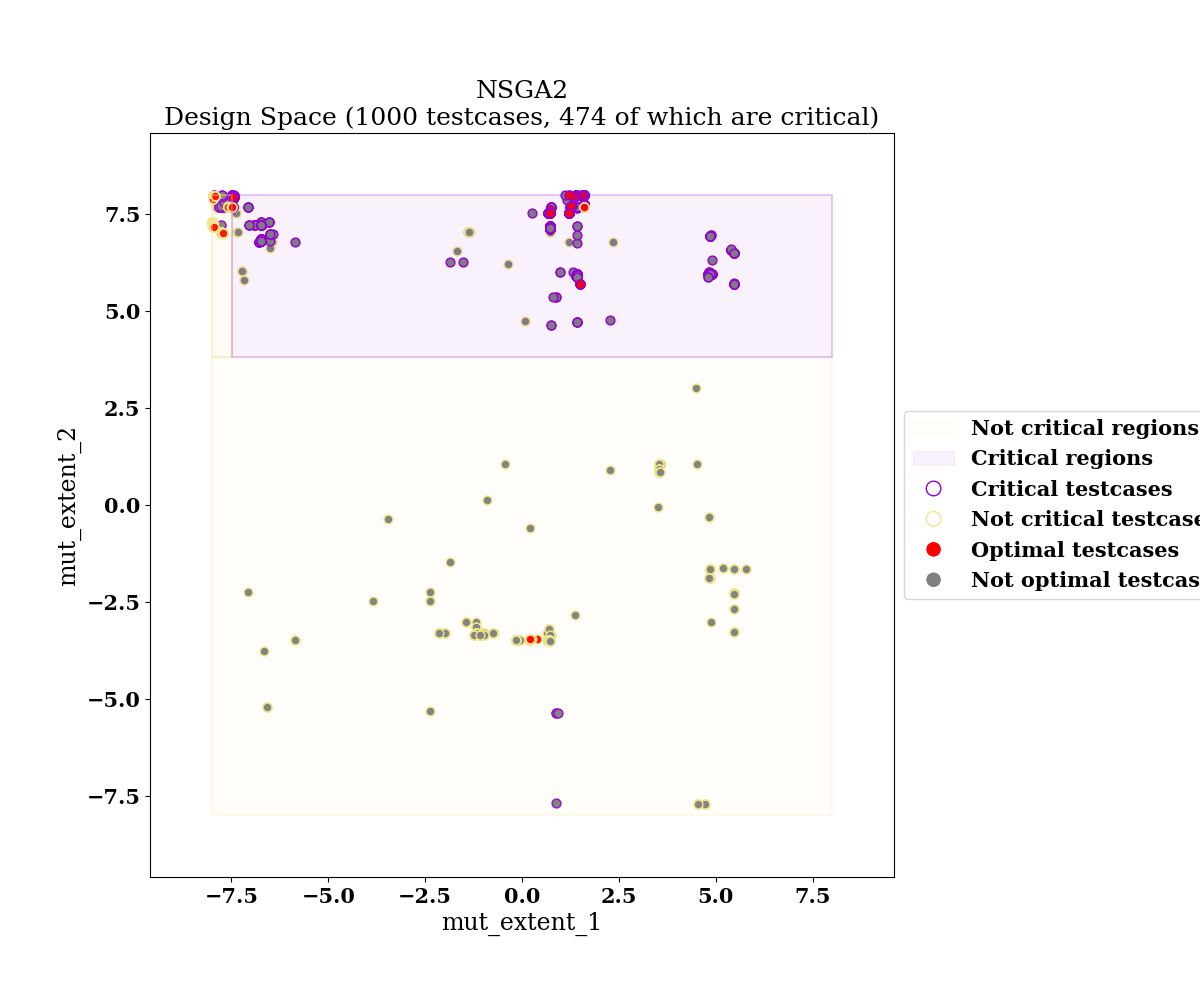 NSGA2
Design Space (1000 testcases, 474 of which are critical)
7.5
5.0
2.5
0.0
−2.5
−5.0
−7.5
mut_extent_2
−7.5
−5.0
−2.5
0.0
2.5
5.0
7.5
mut_extent_1
Not critical regions
Critical regions
Critical testcases
Not critical testcase
Optimal testcases
Not optimal testcas